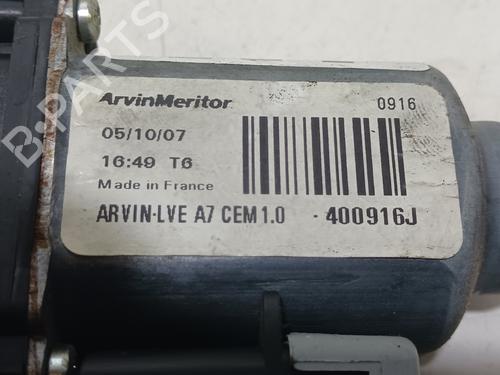 ArvinMeritor 0916
05/10/07
16:49 T6
Made in France
ARVIN-LVE A7 CEM1.0 - 400916J
B-PARTS